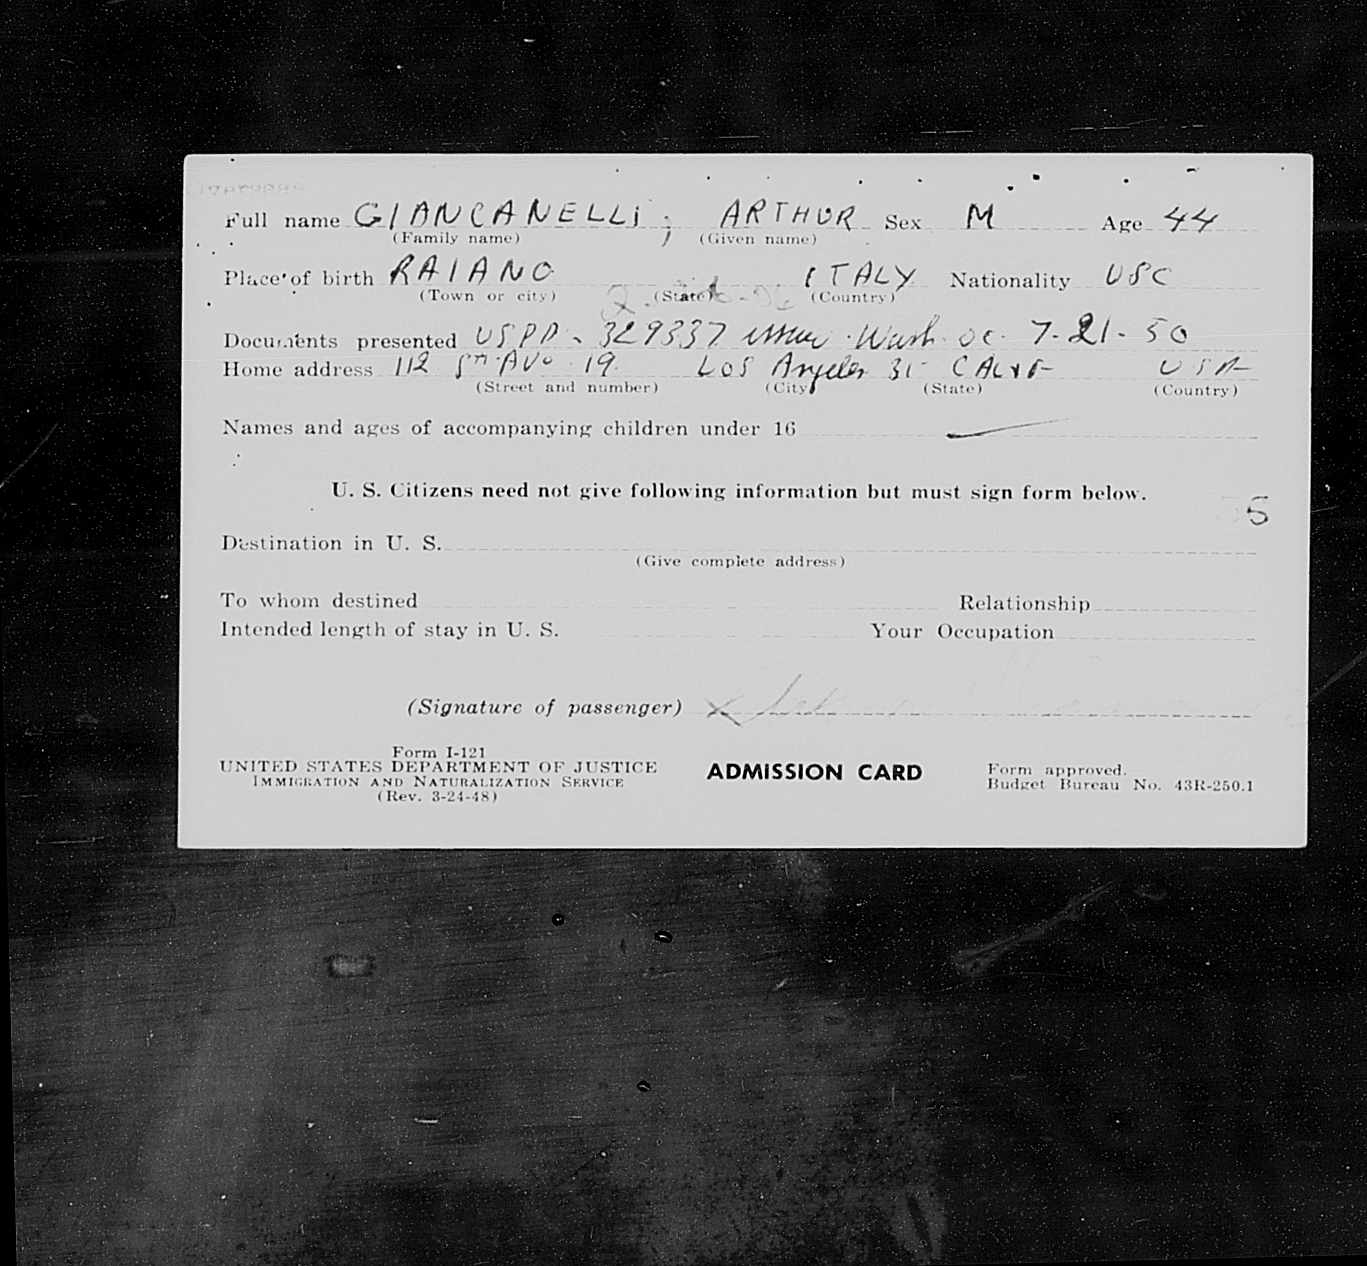 Full name GIANCANELLI, ARTHUR Sex M Age 44
(Family name) (Given name)
Place of birth RAIANO ITALY Nationality USC
(Town or city) (State) (Country)
Documents presented USPP. 329337 Wash. DC. 7-21-50
Home address 112 Los Angeles CALIF USA
(Street and number) (City) (State) (Country)
Names and ages of accompanying children under 16
U. S. Citizens need not give following information but must sign form below.
5
Destination in U. S.
(Give complete address)
To whom destined Relationship
Intended length of stay in U. S. Your Occupation
(Signature of passenger) x
Form I-121
UNITED STATES DEPARTMENT OF JUSTICE
IMMIGRATION AND NATURALIZATION SERVICE
(Rev. 3-24-48)
ADMISSION CARD
Form approved.
Budget Bureau No. 43R-250.1